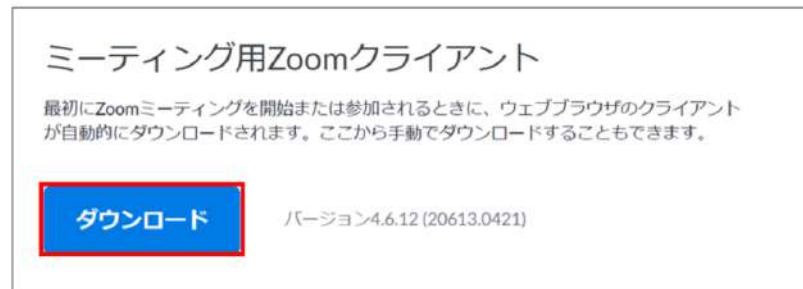 ミーティング用Zoomクライアント
最初にZoomミーティングを開始または参加されるときに、ウェブブラウザのクライアント
が自動的にダウンロードされます。ここから手動でダウンロードすることもできます。
ダウンロード バージョン4.6.12 (20613.0421)